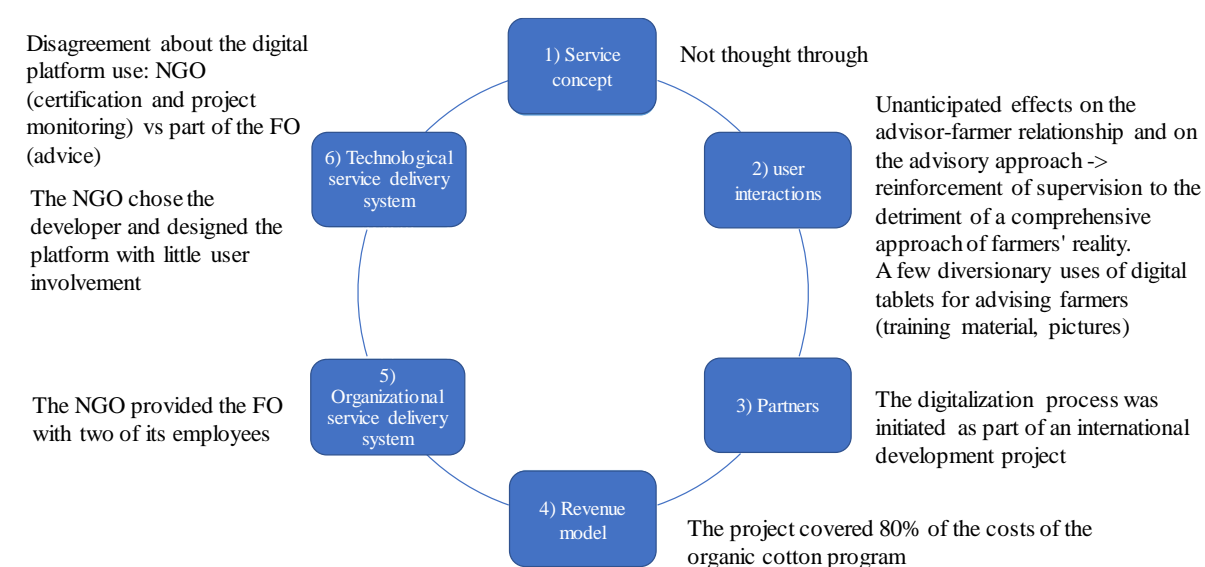 1) Service
concept
Not thought through
Disagreement about the digital
platform use: NGO
(certification and project
monitoring) vs part of the FO
(advice)
The NGO chose the
developer and designed the
platform with little user
involvement
6) Technological
service delivery
system
2) user
interactions
Unanticipated effects on the
advisor-farmer relationship and on
the advisory approach ->
reinforcement of supervision to the
detriment of a comprehensive
approach of farmers' reality.
A few diversionary uses of digital
tablets for advising farmers
(training material, pictures)
The NGO provided the FO
with two of its employees
5)
Organizational
service delivery
system
3) Partners
The digitalization process was
initiated as part of an international
development project
4) Revenue
model
The project covered 80% of the costs of the
organic cotton program